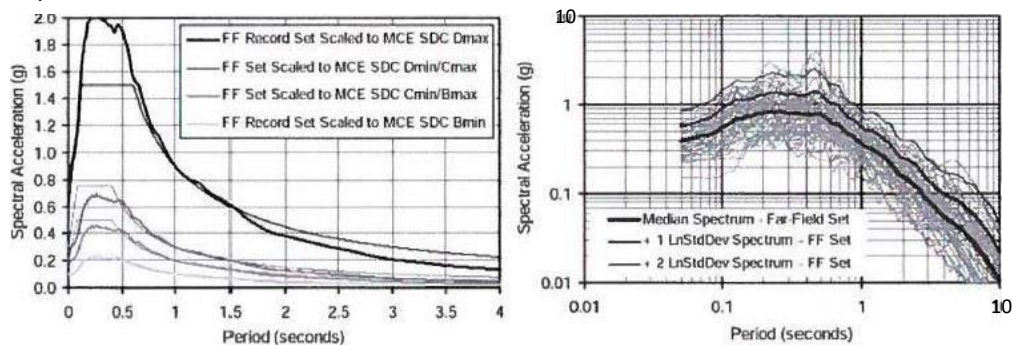 2.0
1.8
1.6
1.4
1.2
1.0
0.8
0.6
0.4
0.2
0.0
Spectral Acceleration (g)
FF Record Set Scaled to MCE SDC Dmax
FF Set Scaled to MCE SDC Dmin/Cmax
FF Set Scaled to MCE SDC Cmin/Bmax
FF Record Set Scaled to MCE SDC Bmin
0 0.5 1 1.5 2 2.5 3 3.5 4
Period (seconds)
10
1
0.1
0.01
Spectral Acceleration (g)
Median Spectrum - Far-Field Set
+ 1 LnStdDev Spectrum - FF Set
+ 2 LnStdDev Spectrum - FF Set
0.01 0.1 1 10
Period (seconds)